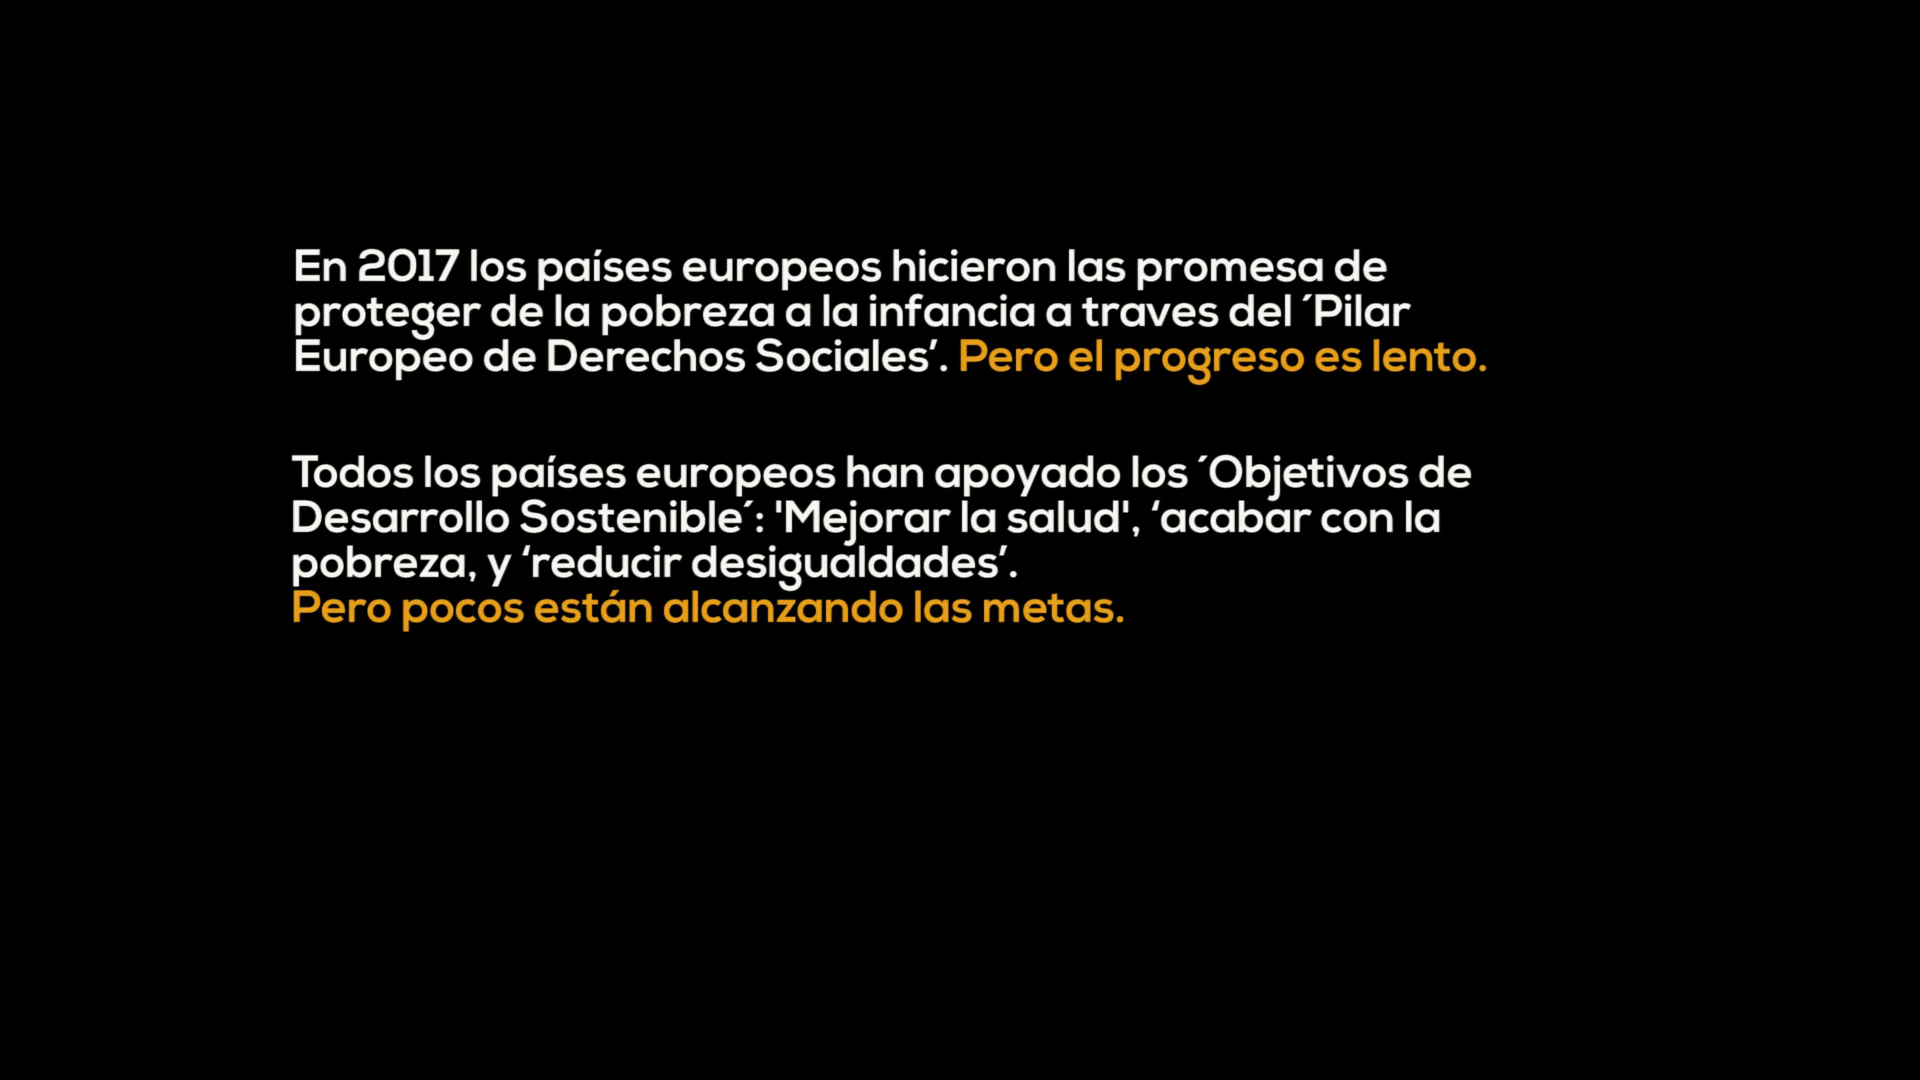 En 2017 los países europeos hicieron las promesa de
proteger de la pobreza a la infancia a traves del ´Pilar
Europeo de Derechos Sociales’. Pero el progreso es lento.
Todos los países europeos han apoyado los ´Objetivos de
Desarrollo Sostenible´: 'Mejorar la salud', ‘acabar con la
pobreza, y ‘reducir desigualdades’.
Pero pocos están alcanzando las metas.